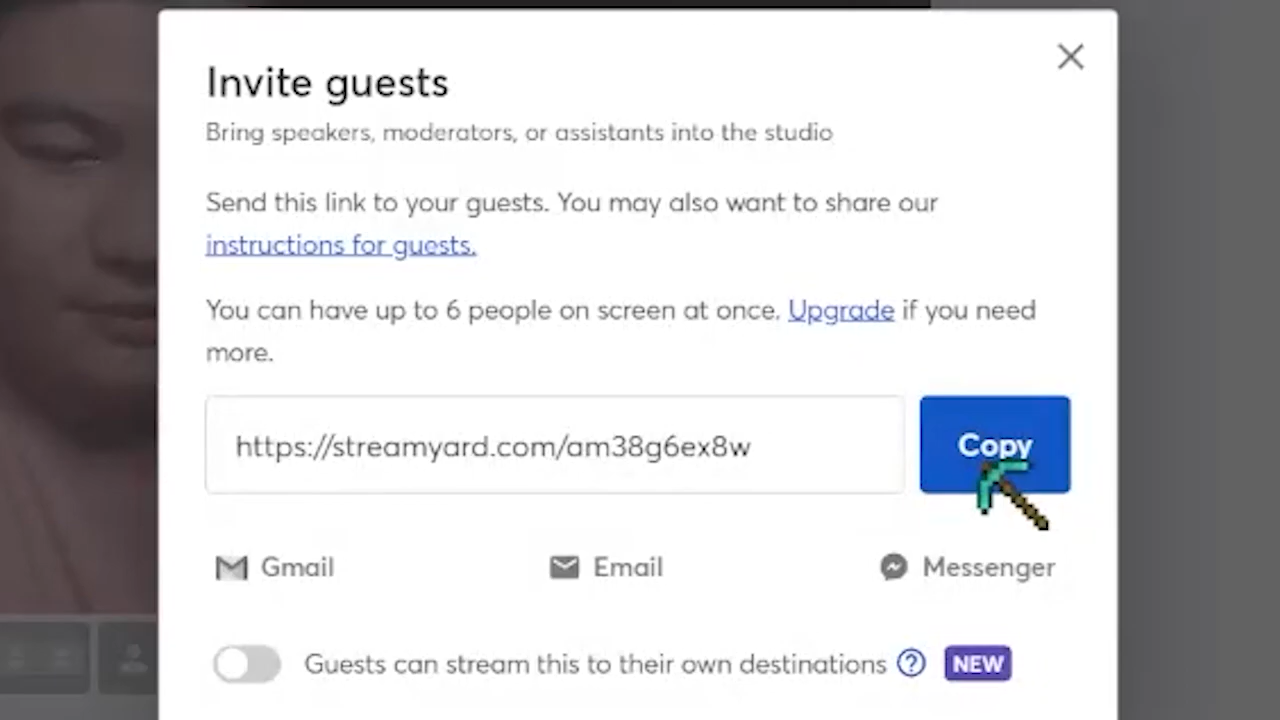 Invite guests
Bring speakers, moderators, or assistants into the studio
Send this link to your guests. You may also want to share our
instructions for guests.
You can have up to 6 people on screen at once. Upgrade if you need
more.
https://streamyard.com/am38g6ex8w
Copy
Gmail
Email
Messenger
Guests can stream this to their own destinations
NEW